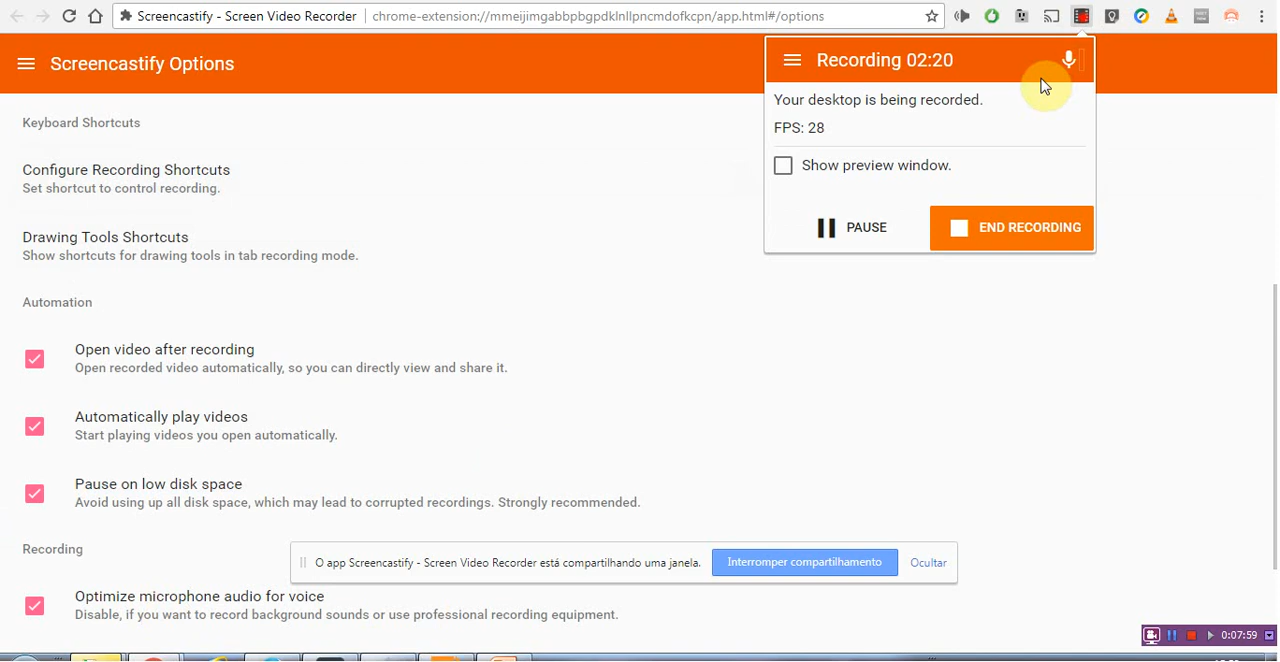 Screencastify - Screen Video Recorder
chrome-extension://mmeijimgabbpbgpdklnllpncmdofkcpn/app.html#/options
Screencastify Options
Recording 02:20
Your desktop is being recorded.
FPS: 28
Show preview window.
PAUSE
END RECORDING
Keyboard Shortcuts
Configure Recording Shortcuts
Set shortcut to control recording.
Drawing Tools Shortcuts
Show shortcuts for drawing tools in tab recording mode.
Automation
Open video after recording
Open recorded video automatically, so you can directly view and share it.
Automatically play videos
Start playing videos you open automatically.
Pause on low disk space
Avoid using up all disk space, which may lead to corrupted recordings. Strongly recommended.
Recording
O app Screencastify - Screen Video Recorder está compartilhando uma janela.
Interromper compartilhamento
Ocultar
Optimize microphone audio for voice
Disable, if you want to record background sounds or use professional recording equipment.
0:07:59